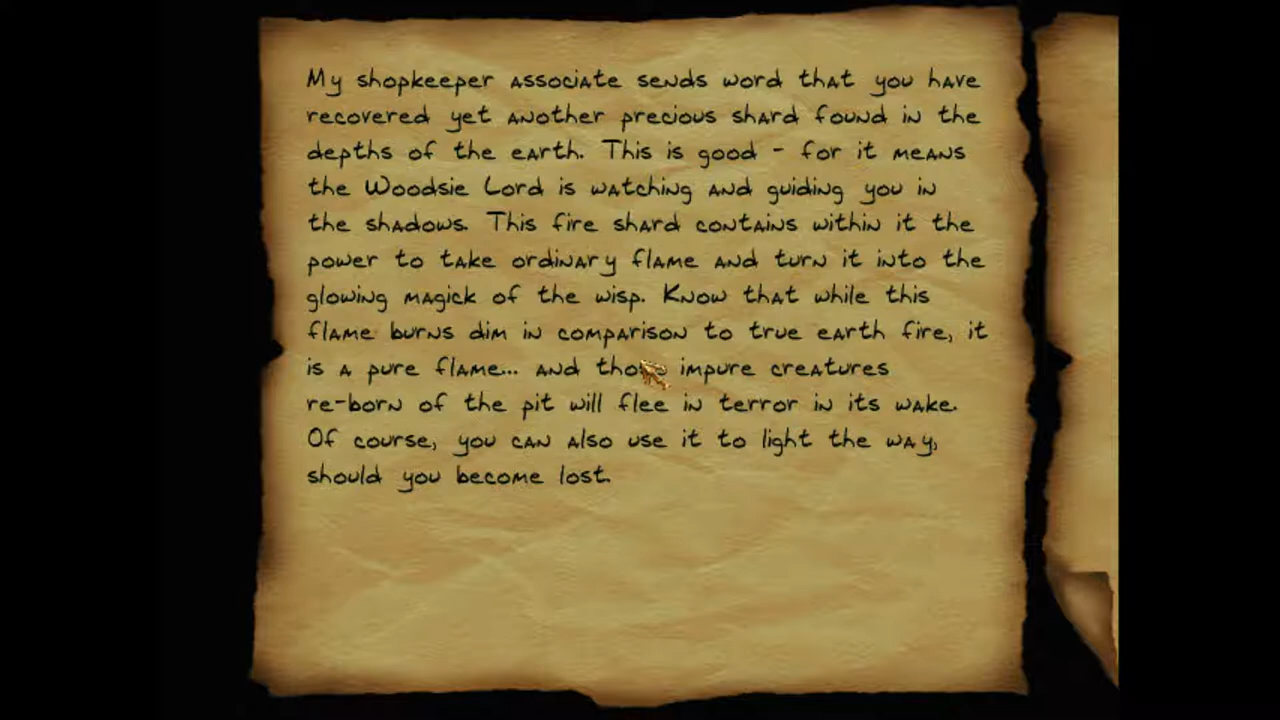 My shopkeeper associate sends word that you have
recovered yet another precious shard found in the
depths of the earth. This is good - for it means
the Woodsie Lord is watching and guiding you in
the shadows. This fire shard contains within it the
power to take ordinary flame and turn it into the
glowing magick of the wisp. Know that while this
flame burns dim in comparison to true earth fire, it
is a pure flame... and those impure creatures
re-born of the pit will flee in terror in its wake.
Of course, you can also use it to light the way,
should you become lost.